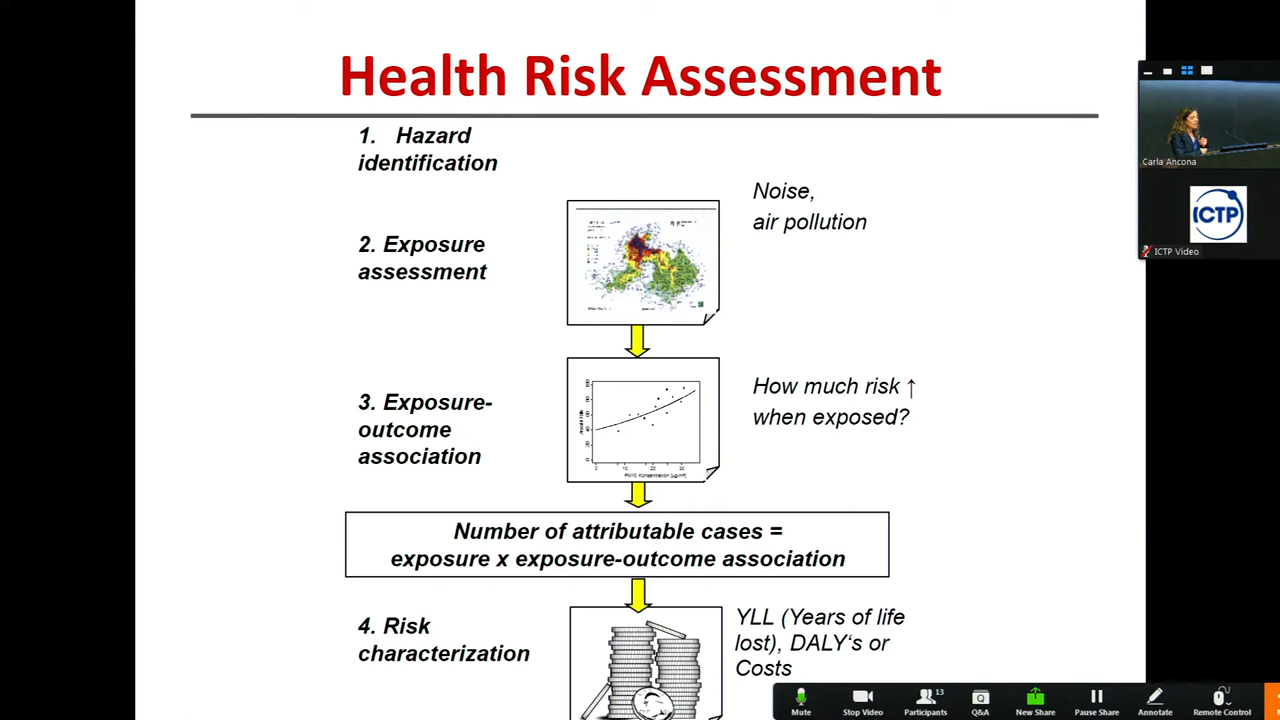 Health Risk Assessment
1. Hazard
identification
Noise,
air pollution
2. Exposure
assessment
3. Exposure-
outcome
association
How much risk ↑
when exposed?
Number of attributable cases =
exposure x exposure-outcome association
4. Risk
characterization
YLL (Years of life
lost), DALY's or
Costs
Carla Ancona
ICTP
ICTP Video
Mute
Stop Video
Participants
13
Q&A
New Share
Pause Share
Annotate
Remote Control